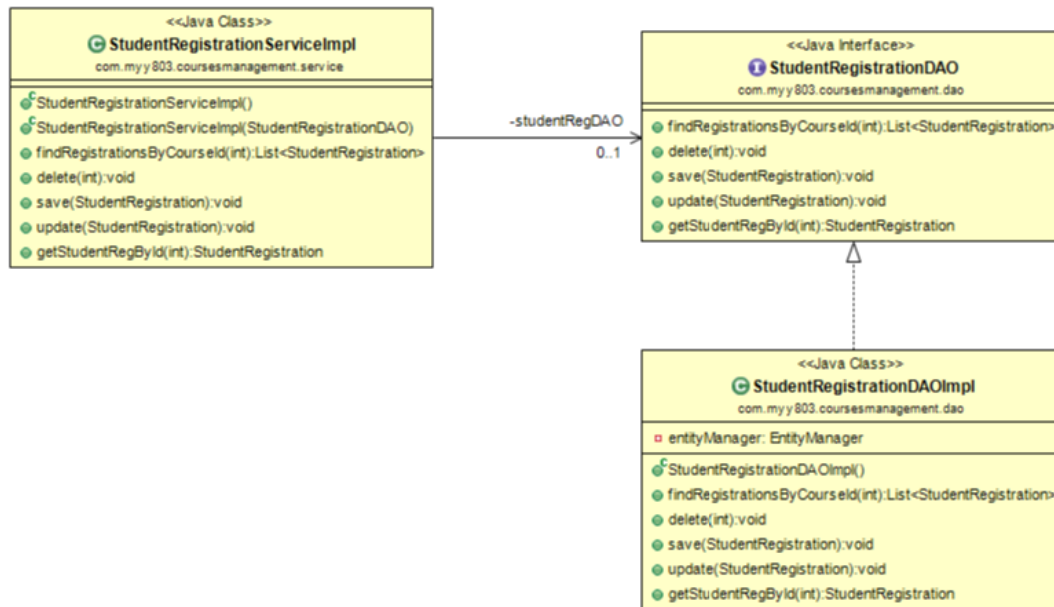 <<Java Class>>
StudentRegistrationServiceImpl
com.myy803.coursesmanagement.service
StudentRegistrationServiceImpl()
StudentRegistrationServiceImpl(StudentRegistrationDAO)
findRegistrationsByCourseId(int):List<StudentRegistration>
delete(int):void
save(StudentRegistration):void
update(StudentRegistration):void
getStudentRegById(int):StudentRegistration
-studentRegDAO
0..1
<<Java Interface>>
StudentRegistrationDAO
com.myy803.coursesmanagement.dao
findRegistrationsByCourseId(int):List<StudentRegistration>
delete(int):void
save(StudentRegistration):void
update(StudentRegistration):void
getStudentRegById(int):StudentRegistration
<<Java Class>>
StudentRegistrationDAOImpl
com.myy803.coursesmanagement.dao
entityManager: EntityManager
StudentRegistrationDAOImpl()
findRegistrationsByCourseId(int):List<StudentRegistration>
delete(int):void
save(StudentRegistration):void
update(StudentRegistration):void
getStudentRegById(int):StudentRegistration